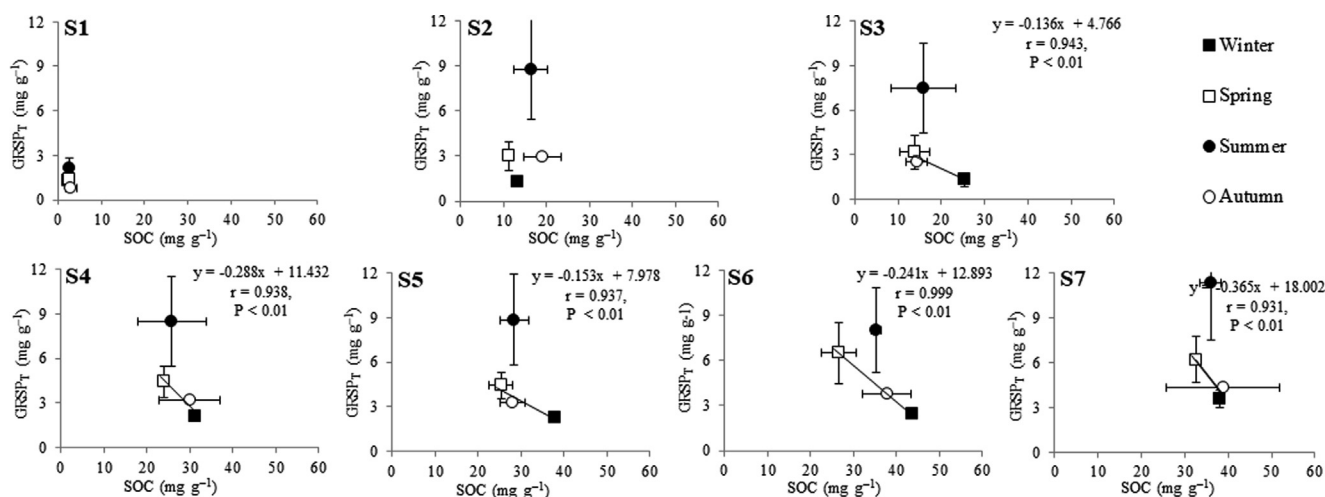 S1
12
9
6
3
0
GRSPT (mg g⁻¹)
0 10 20 30 40 50 60
SOC (mg g⁻¹)
S2
12
9
6
3
0
GRSPT (mg g⁻¹)
0 10 20 30 40 50 60
SOC (mg g⁻¹)
S3
y = -0.136x + 4.766
r = 0.943,
P < 0.01
12
9
6
3
0
GRSPT (mg g⁻¹)
0 10 20 30 40 50 60
SOC (mg g⁻¹)
Winter
Spring
Summer
Autumn
S4
y = -0.288x + 11.432
r = 0.938,
P < 0.01
12
9
6
3
0
GRSPT (mg g⁻¹)
0 10 20 30 40 50 60
SOC (mg g⁻¹)
S5
y = -0.153x + 7.978
r = 0.937,
P < 0.01
12
9
6
3
0
GRSPT (mg g⁻¹)
0 10 20 30 40 50 60
SOC (mg g⁻¹)
S6
y = -0.241x + 12.893
r = 0.999
P < 0.01
12
9
6
3
0
GRSPT (mg g-1)
0 10 20 30 40 50 60
SOC (mg g⁻¹)
S7
y = -0.365x + 18.002
r = 0.931,
P < 0.01
12
9
6
3
0
GRSPT (mg g⁻¹)
0 10 20 30 40 50 60
SOC (mg g⁻¹)